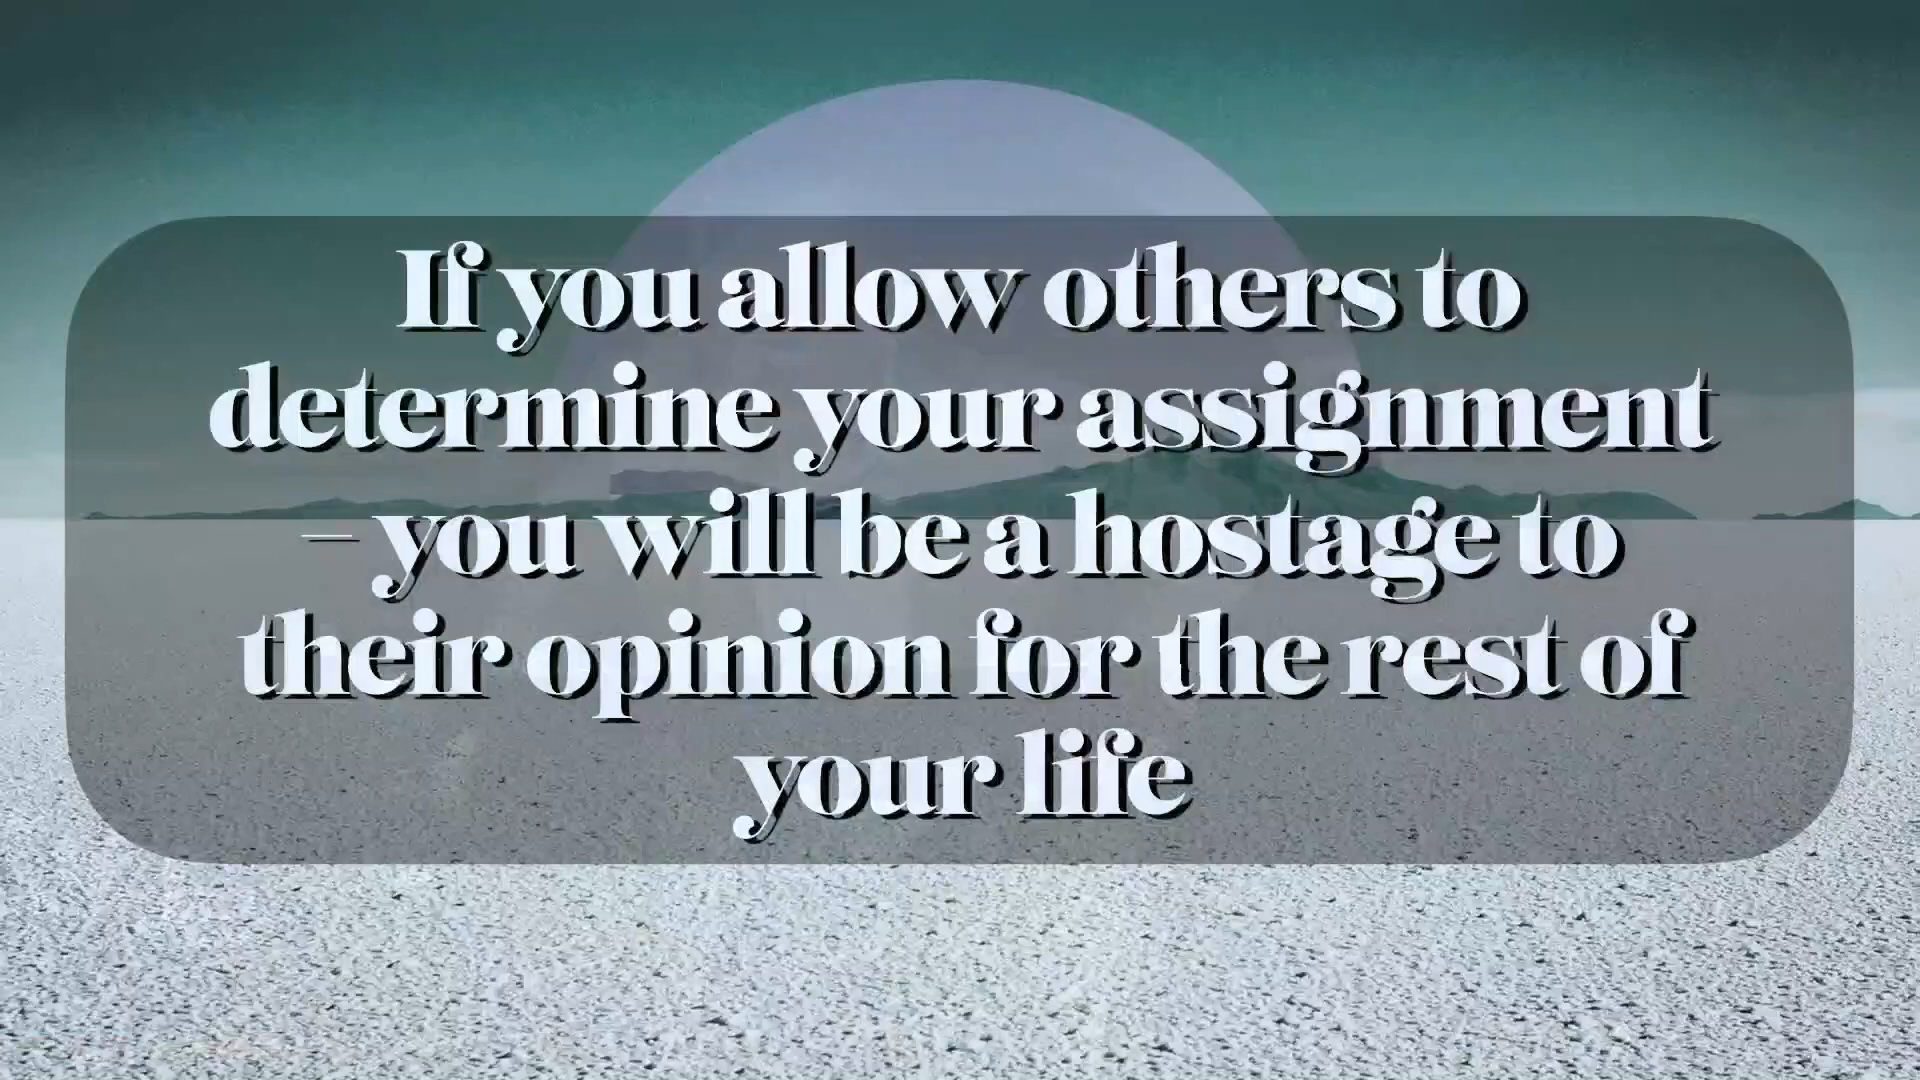 If you allow others to
determine your assignment
– you will be a hostage to
their opinion for the rest of
your life